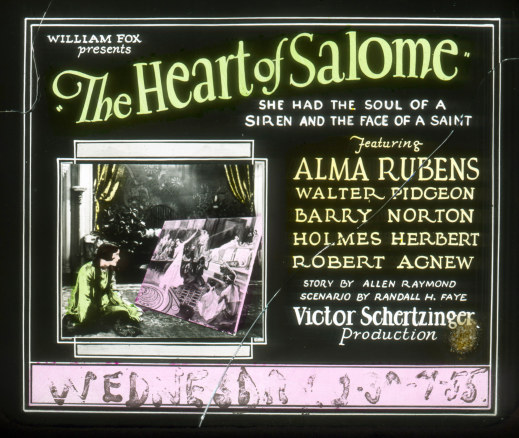 WILLIAM FOX
presents
"The Heart of Salome"
SHE HAD THE SOUL OF A
SIREN AND THE FACE OF A SAINT
Featuring
ALMA RUBENS
WALTER PIDGEON
BARRY NORTON
HOLMES HERBERT
ROBERT AGNEW
STORY BY ALLEN RAYMOND
SCENARIO BY RANDALL H. FAYE
Victor Schertzinger
Production
WEDNESDAY